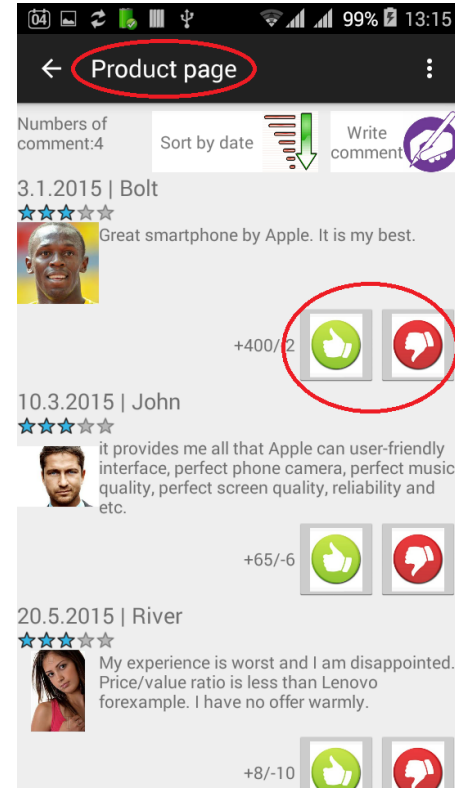 04 99% 13:15
Product page
Numbers of
comment:4
Sort by date
Write
comment
3.1.2015 | Bolt
Great smartphone by Apple. It is my best.
+400/-2
10.3.2015 | John
it provides me all that Apple can user-friendly
interface, perfect phone camera, perfect music
quality, perfect screen quality, reliability and
etc.
+65/-6
20.5.2015 | River
My experience is worst and I am disappointed.
Price/value ratio is less than Lenovo
forexample. I have no offer warmly.
+8/-10